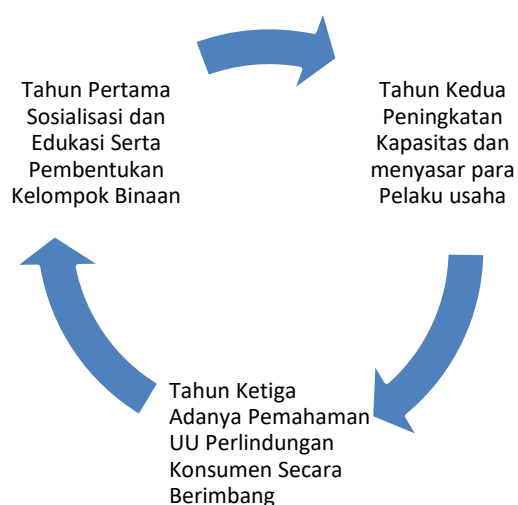 Tahun Pertama
Sosialisasi dan
Edukasi Serta
Pembentukan
Kelompok Binaan
Tahun Kedua
Peningkatan
Kapasitas dan
menyasar para
Pelaku usaha
Tahun Ketiga
Adanya Pemahaman
UU Perlindungan
Konsumen Secara
Berimbang